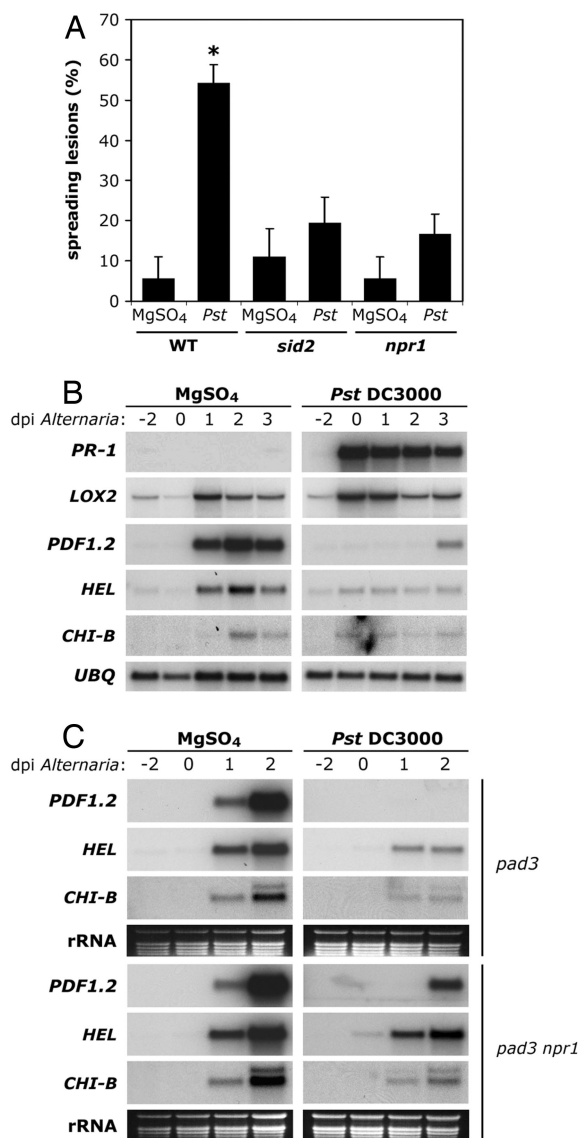 A
70
60
50
40
30
20
10
0
spreading lesions (%)
*
MgSO4 Pst MgSO4 Pst MgSO4 Pst
WT sid2 npr1
B
MgSO4 Pst DC3000
dpi Alternaria: -2 0 1 2 3 -2 0 1 2 3
PR-1
LOX2
PDF1.2
HEL
CHI-B
UBQ
C
MgSO4 Pst DC3000
dpi Alternaria: -2 0 1 2 -2 0 1 2
PDF1.2
HEL
pad3
CHI-B
rRNA
PDF1.2
HEL
pad3 npr1
CHI-B
rRNA